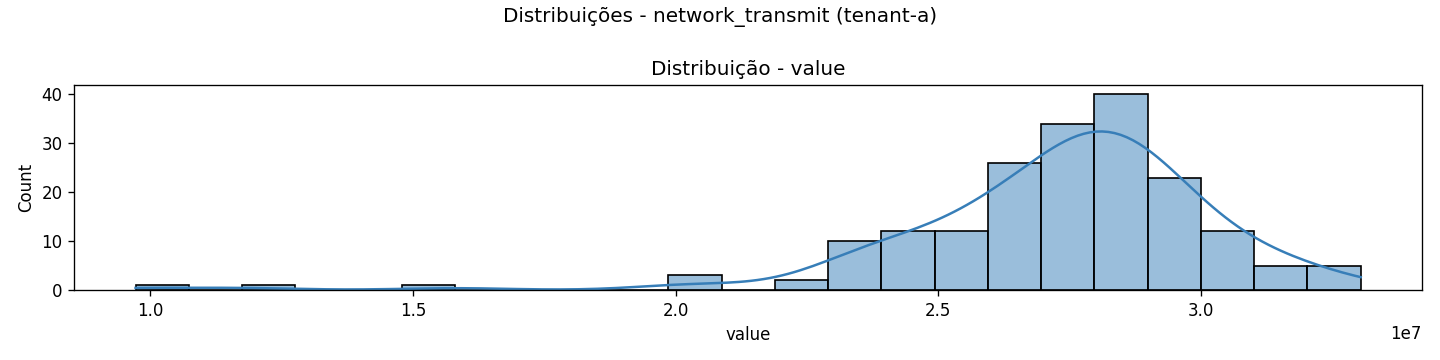 Distribuições - network_transmit (tenant-a)
Distribuição - value
40
30
20
10
0
Count
1.0
1.5
2.0
2.5
3.0
value
1e7